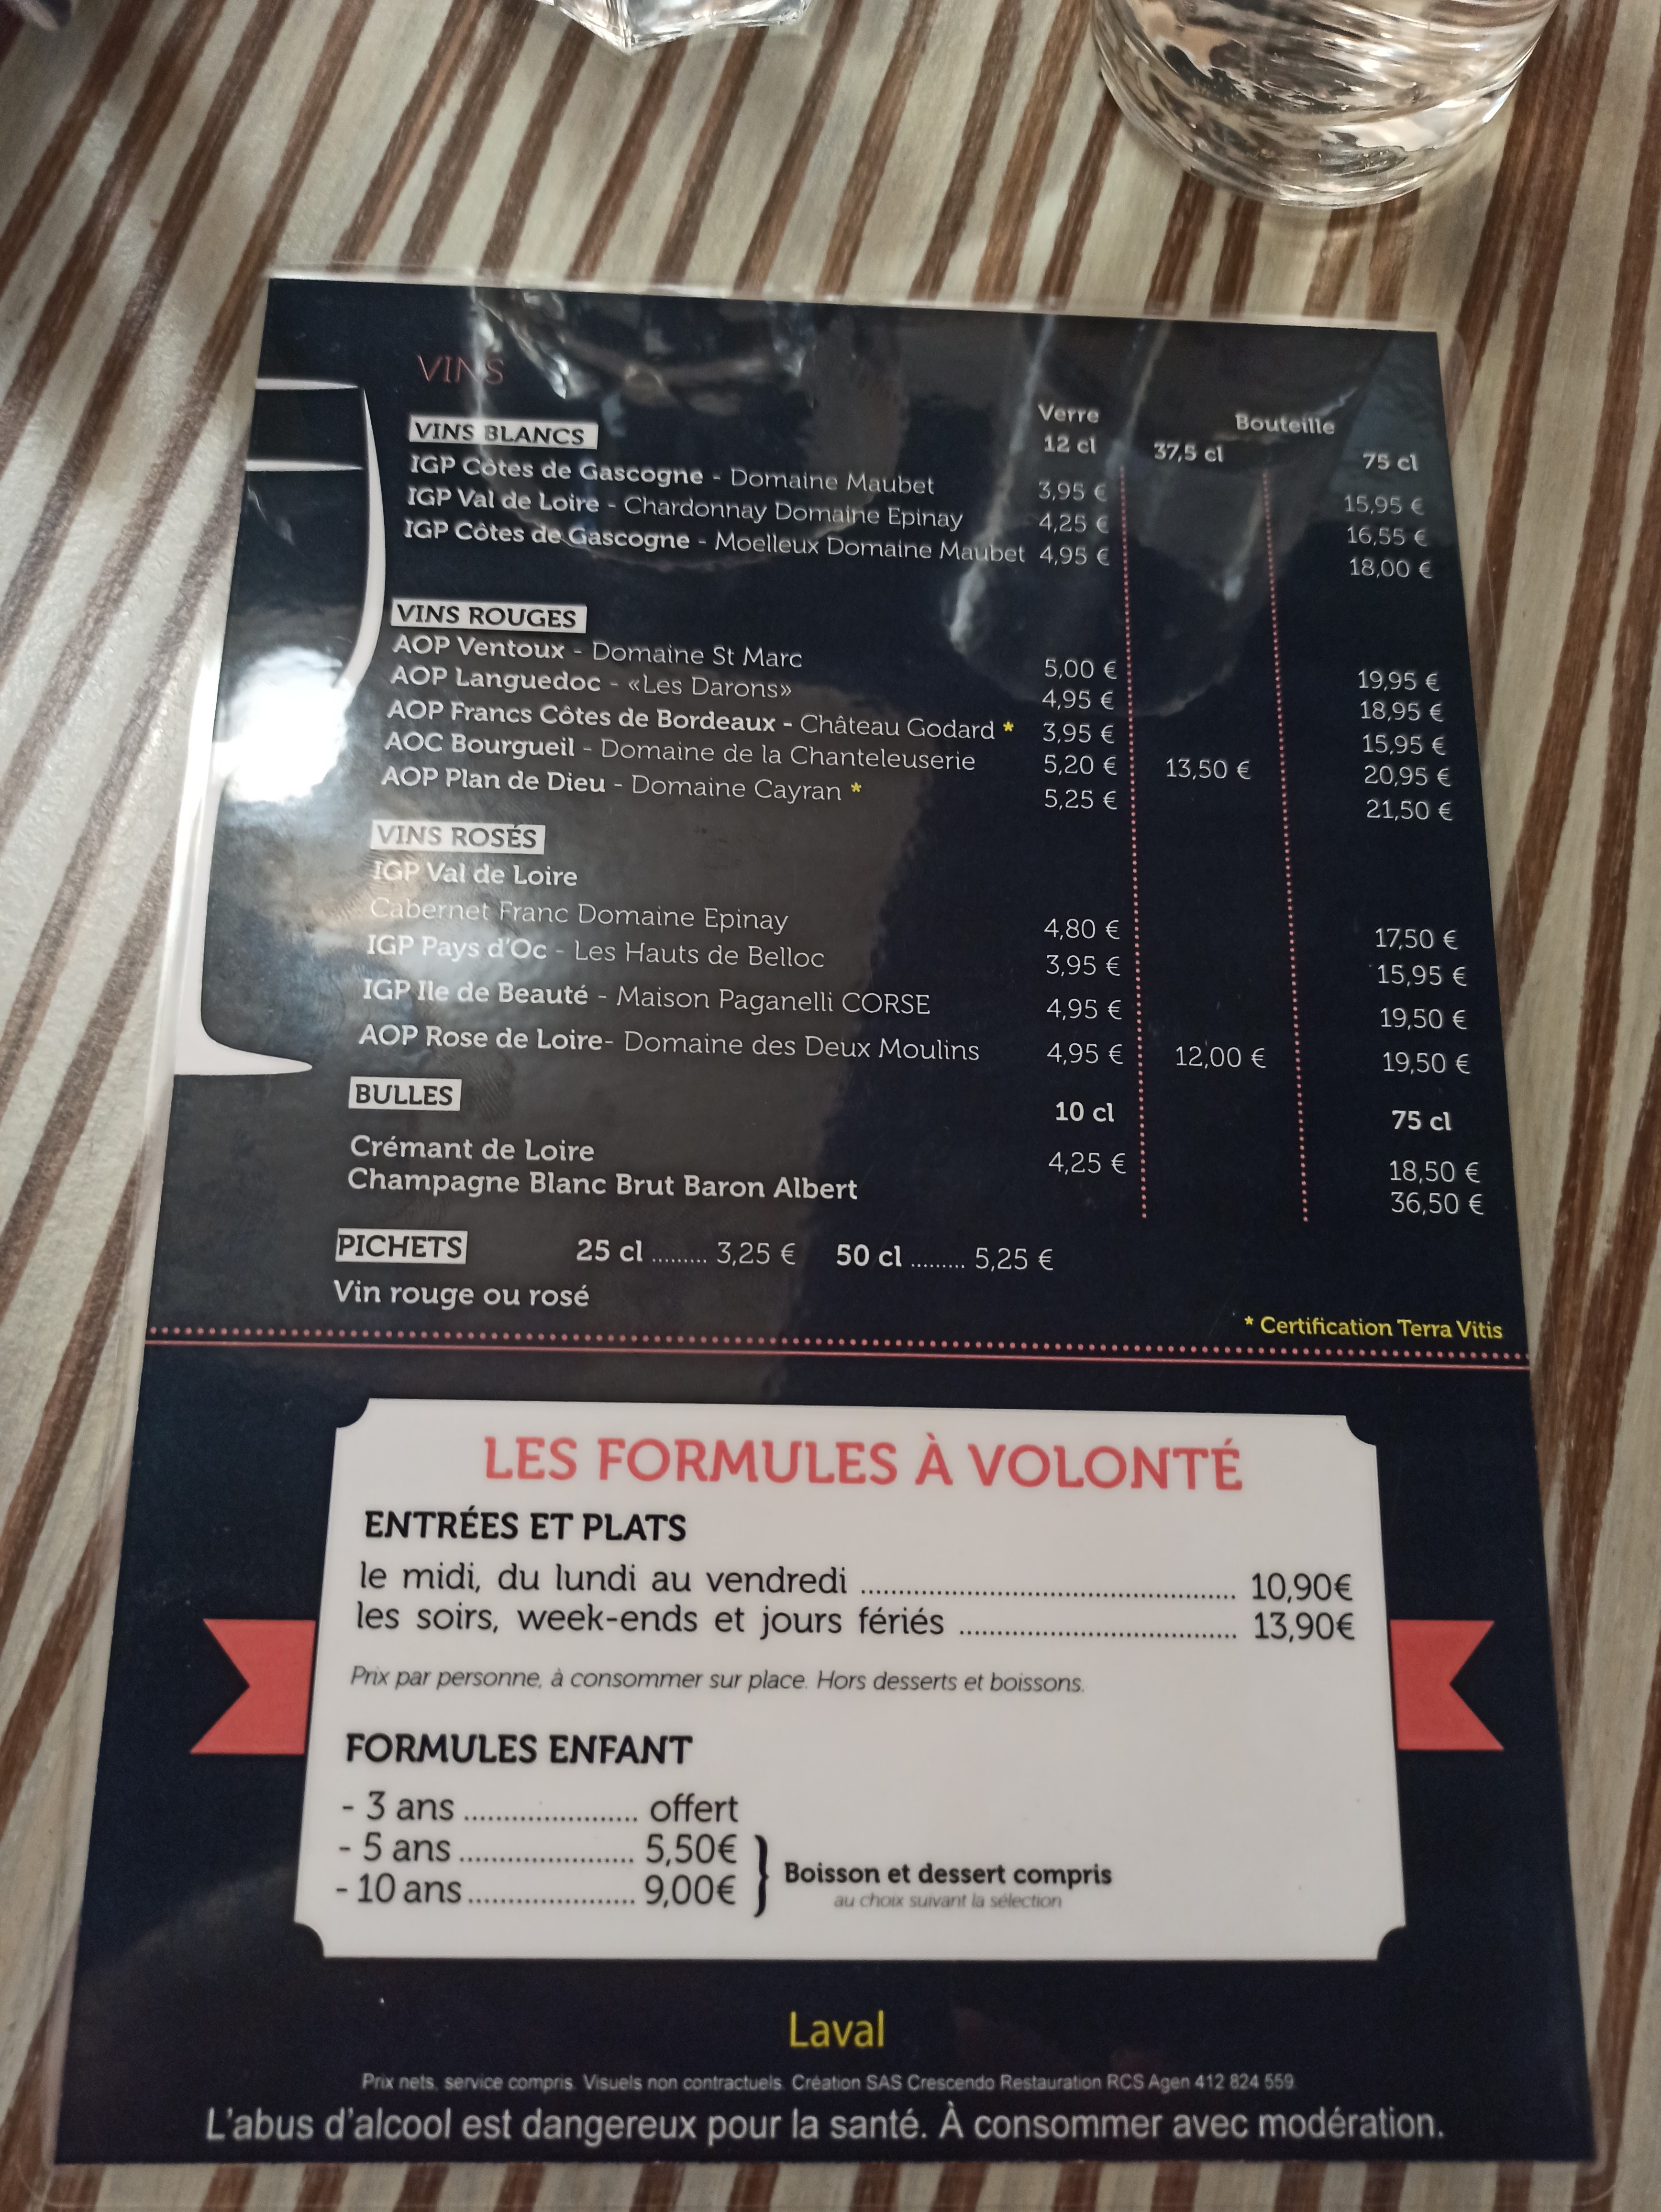 VINS
Verre Bouteille
VINS BLANCS 12 cl 37,5 cl 75 cl
IGP Côtes de Gascogne - Domaine Maubet 3,95 € 15,95 €
IGP Val de Loire - Chardonnay Domaine Epinay 4,25 € 16,55 €
IGP Côtes de Gascogne - Moelleux Domaine Maubet 4,95 € 18,00 €
VINS ROUGES
AOP Ventoux - Domaine St Marc 5,00 € 19,95 €
AOP Languedoc - «Les Darons» 4,95 € 18,95 €
AOP Francs Côtes de Bordeaux - Château Godard * 3,95 € 15,95 €
AOC Bourgueil - Domaine de la Chanteleuserie 5,20 € 13,50 € 20,95 €
AOP Plan de Dieu - Domaine Cayran * 5,25 € 21,50 €
VINS ROSÉS
IGP Val de Loire
Cabernet Franc Domaine Epinay 4,80 € 17,50 €
IGP Pays d'Oc - Les Hauts de Belloc 3,95 € 15,95 €
IGP Ile de Beauté - Maison Paganelli CORSE 4,95 € 19,50 €
AOP Rose de Loire- Domaine des Deux Moulins 4,95 € 12,00 € 19,50 €
BULLES 10 cl 75 cl
Crémant de Loire 4,25 € 18,50 €
Champagne Blanc Brut Baron Albert 36,50 €
PICHETS 25 cl ......... 3,25 € 50 cl ......... 5,25 €
Vin rouge ou rosé
* Certification Terra Vitis
LES FORMULES À VOLONTÉ
ENTRÉES ET PLATS
le midi, du lundi au vendredi ........................................................ 10,90€
les soirs, week-ends et jours fériés .......................................... 13,90€
Prix par personne, à consommer sur place. Hors desserts et boissons.
FORMULES ENFANT
- 3 ans ...................... offert
- 5 ans ...................... 5,50€
- 10 ans ..................... 9,00€
Boisson et dessert compris
au choix suivant la sélection
Laval
Prix nets, service compris. Visuels non contractuels. Création SAS Crescendo Restauration RCS Agen 412 824 559
L'abus d'alcool est dangereux pour la santé. À consommer avec modération.